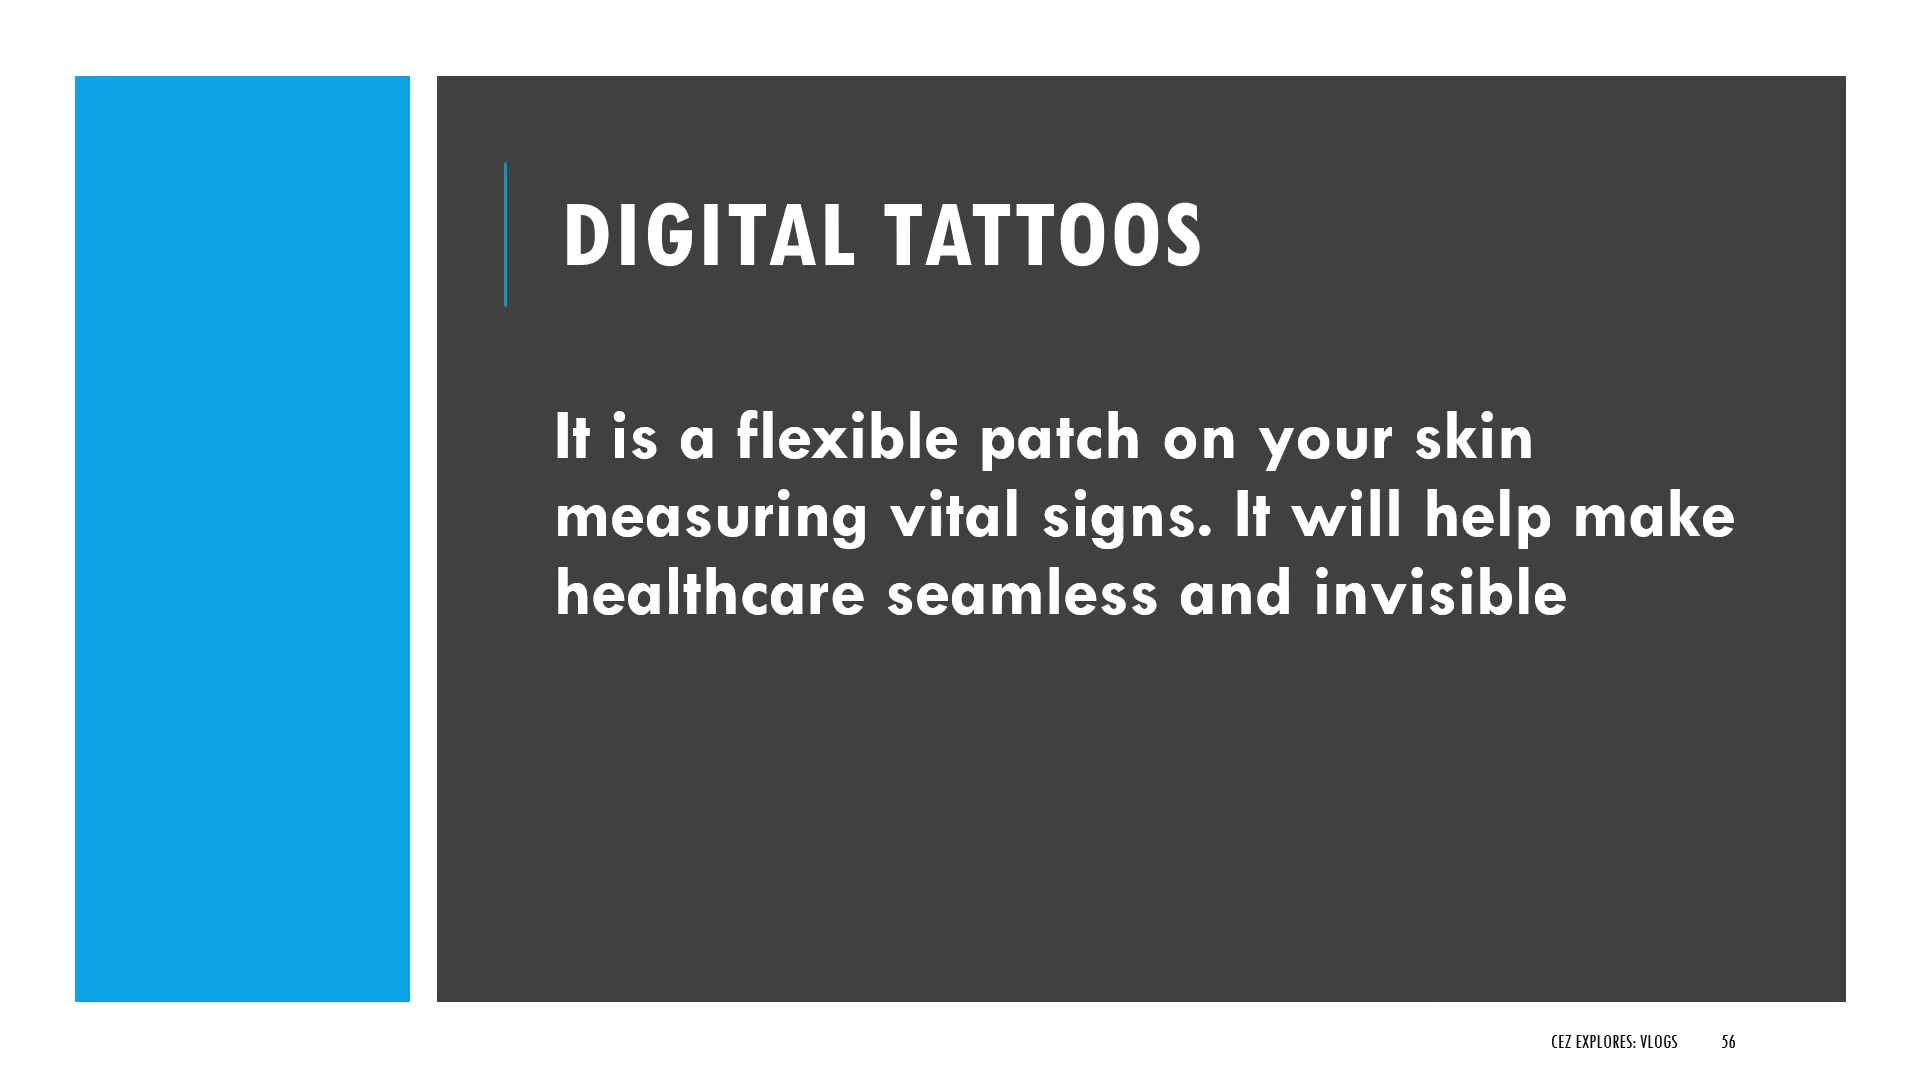 DIGITAL TATTOOS
It is a flexible patch on your skin
measuring vital signs. It will help make
healthcare seamless and invisible
CEZ EXPLORES: VLOGS 56